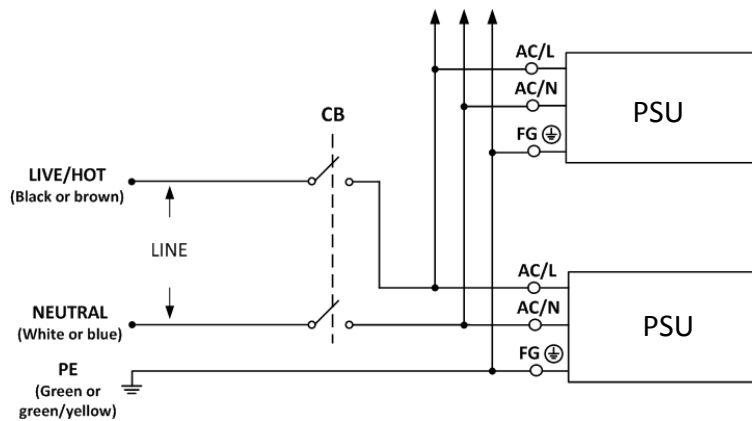 AC/L
AC/N
PSU
FG
CB
LIVE/HOT
(Black or brown)
LINE
AC/L
NEUTRAL
AC/N
(White or blue)
PSU
FG
PE
(Green or
green/yellow)